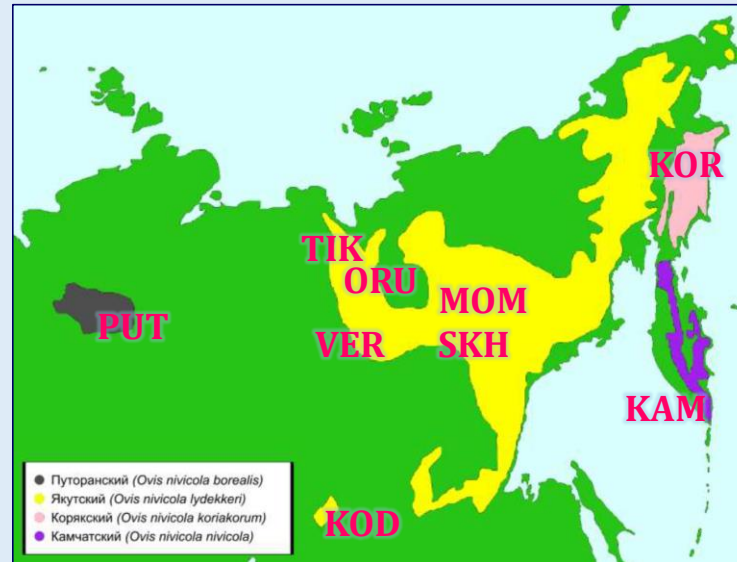 KOR
TIK
ORU
MOM
PUT
VER
SKH
KAM
KOD
Путоранский (Ovis nivicola borealis)
Якутский (Ovis nivicola lydekkeri)
Корякский (Ovis nivicola koriakorum)
Камчатский (Ovis nivicola nivicola)